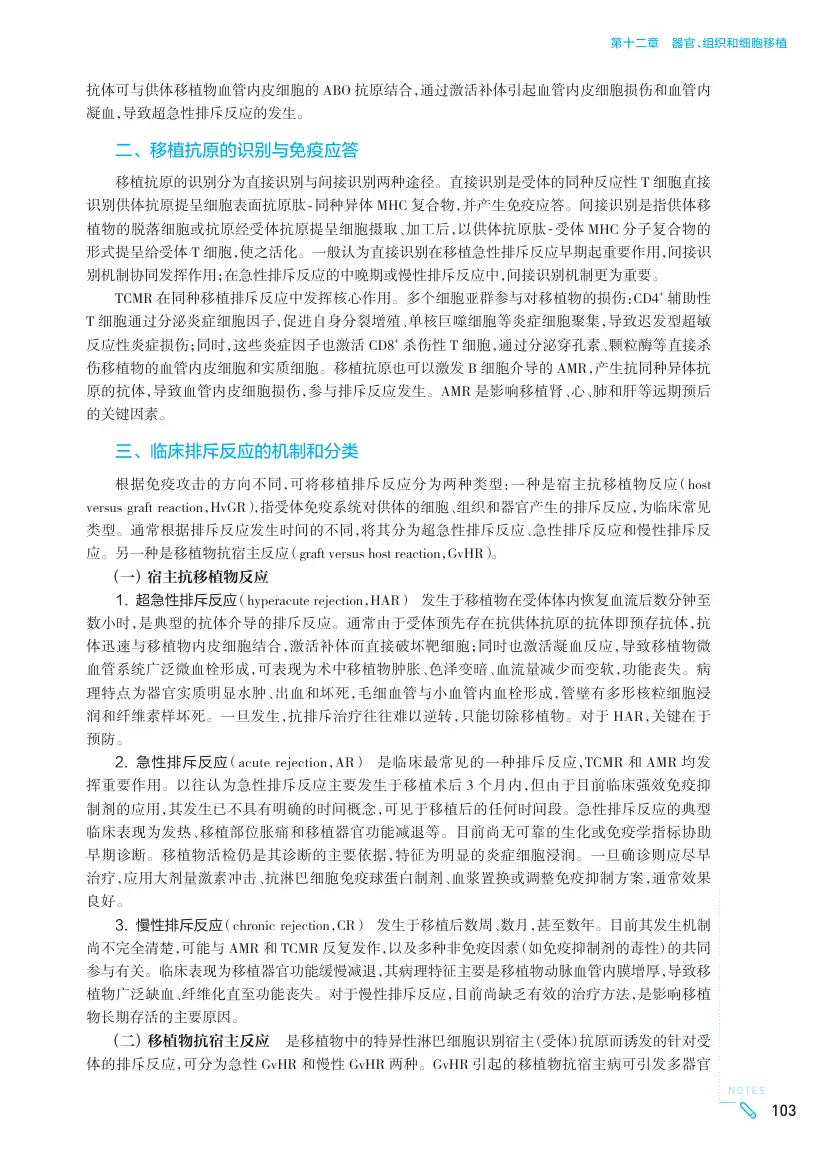 第十二章　器官、组织和细胞移植
抗体可与供体移植物血管内皮细胞的 ABO 抗原结合,通过激活补体引起血管内皮细胞损伤和血管内
凝血,导致超急性排斥反应的发生。
二、移植抗原的识别与免疫应答
移植抗原的识别分为直接识别与间接识别两种途径。直接识别是受体的同种反应性 T 细胞直接
识别供体抗原提呈细胞表面抗原肽-同种异体 MHC 复合物,并产生免疫应答。间接识别是指供体移
植物的脱落细胞或抗原经受体抗原提呈细胞摄取、加工后,以供体抗原肽-受体 MHC 分子复合物的
形式提呈给受体 T 细胞,使之活化。一般认为直接识别在移植急性排斥反应早期起重要作用,间接识
别机制协同发挥作用;在急性排斥反应的中晚期或慢性排斥反应中,间接识别机制更为重要。
TCMR 在同种移植排斥反应中发挥核心作用。多个细胞亚群参与对移植物的损伤:CD4⁺ 辅助性
T 细胞通过分泌炎症细胞因子,促进自身分裂增殖、单核巨噬细胞等炎症细胞聚集,导致迟发型超敏
反应性炎症损伤;同时,这些炎症因子也激活 CD8⁺ 杀伤性 T 细胞,通过分泌穿孔素、颗粒酶等直接杀
伤移植物的血管内皮细胞和实质细胞。移植抗原也可以激发 B 细胞介导的 AMR,产生抗同种异体抗
原的抗体,导致血管内皮细胞损伤,参与排斥反应发生。AMR 是影响移植肾、心、肺和肝等远期预后
的关键因素。
三、临床排斥反应的机制和分类
根据免疫攻击的方向不同,可将移植排斥反应分为两种类型:一种是宿主抗移植物反应(host
versus graft reaction,HvGR),指受体免疫系统对供体的细胞、组织和器官产生的排斥反应,为临床常见
类型。通常根据排斥反应发生时间的不同,将其分为超急性排斥反应、急性排斥反应和慢性排斥反
应。另一种是移植物抗宿主反应(graft versus host reaction,GvHR)。
(一)宿主抗移植物反应
1. 超急性排斥反应(hyperacute rejection,HAR)　发生于移植物在受体体内恢复血流后数分钟至
数小时,是典型的抗体介导的排斥反应。通常由于受体预先存在抗供体抗原的抗体即预存抗体,抗
体迅速与移植物内皮细胞结合,激活补体而直接破坏靶细胞;同时也激活凝血反应,导致移植物微
血管系统广泛微血栓形成,可表现为术中移植物肿胀、色泽变暗、血流量减少而变软,功能丧失。病
理特点为器官实质明显水肿、出血和坏死,毛细血管与小血管内血栓形成,管壁有多形核粒细胞浸
润和纤维素样坏死。一旦发生,抗排斥治疗往往难以逆转,只能切除移植物。对于 HAR,关键在于
预防。
2. 急性排斥反应(acute rejection,AR)　是临床最常见的一种排斥反应,TCMR 和 AMR 均发
挥重要作用。以往认为急性排斥反应主要发生于移植术后 3 个月内,但由于目前临床强效免疫抑
制剂的应用,其发生已不具有明确的时间概念,可见于移植后的任何时间段。急性排斥反应的典型
临床表现为发热、移植部位胀痛和移植器官功能减退等。目前尚无可靠的生化或免疫学指标协助
早期诊断。移植物活检仍是其诊断的主要依据,特征为明显的炎症细胞浸润。一旦确诊则应尽早
治疗,应用大剂量激素冲击、抗淋巴细胞免疫球蛋白制剂、血浆置换或调整免疫抑制方案,通常效果
良好。
3. 慢性排斥反应(chronic rejection,CR)　发生于移植后数周、数月,甚至数年。目前其发生机制
尚不完全清楚,可能与 AMR 和 TCMR 反复发作,以及多种非免疫因素(如免疫抑制剂的毒性)的共同
参与有关。临床表现为移植器官功能缓慢减退,其病理特征主要是移植物动脉血管内膜增厚,导致移
植物广泛缺血、纤维化直至功能丧失。对于慢性排斥反应,目前尚缺乏有效的治疗方法,是影响移植
物长期存活的主要原因。
(二)移植物抗宿主反应　是移植物中的特异性淋巴细胞识别宿主(受体)抗原而诱发的针对受
体的排斥反应,可分为急性 GvHR 和慢性 GvHR 两种。GvHR 引起的移植物抗宿主病可引发多器官
NOTES
103